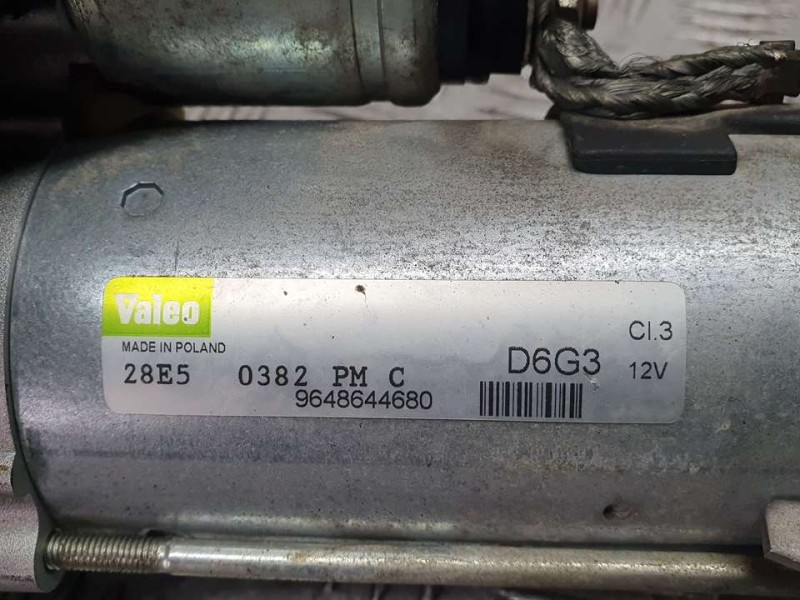 Valeo
MADE IN POLAND
28E5 0382 PM C
9648644680
D6G3
Cl.3
12V